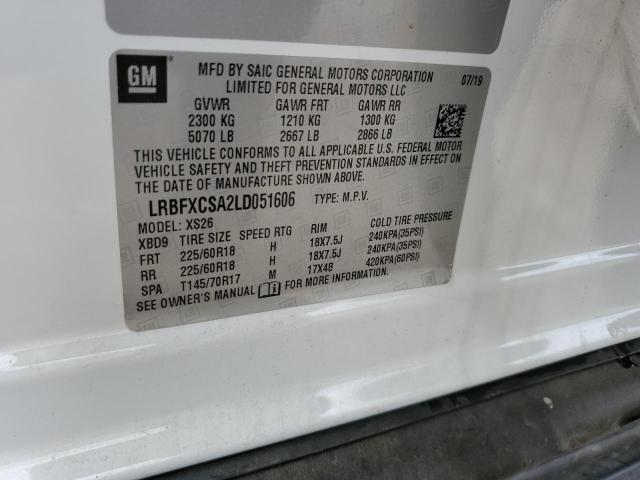 GM
MFD BY SAIC GENERAL MOTORS CORPORATION 07/19
LIMITED FOR GENERAL MOTORS LLC
GVWR GAWR FRT GAWR RR
2300 KG 1210 KG 1300 KG
5070 LB 2667 LB 2866 LB
THIS VEHICLE CONFORMS TO ALL APPLICABLE U.S. FEDERAL MOTOR
VEHICLE SAFETY AND THEFT PREVENTION STANDARDS IN EFFECT ON
THE DATE OF MANUFACTURE SHOWN ABOVE.
LRBFXCSA2LD051606 TYPE: M.P.V.
MODEL: XS26
XBD9 TIRE SIZE SPEED RTG RIM COLD TIRE PRESSURE
FRT 225/60R18 H 18X7.5J 240KPA(35PSI)
RR 225/60R18 H 18X7.5J 240KPA(35PSI)
SPA T145/70R17 M 17X4B 420KPA(60PSI)
SEE OWNER'S MANUAL FOR MORE INFORMATION